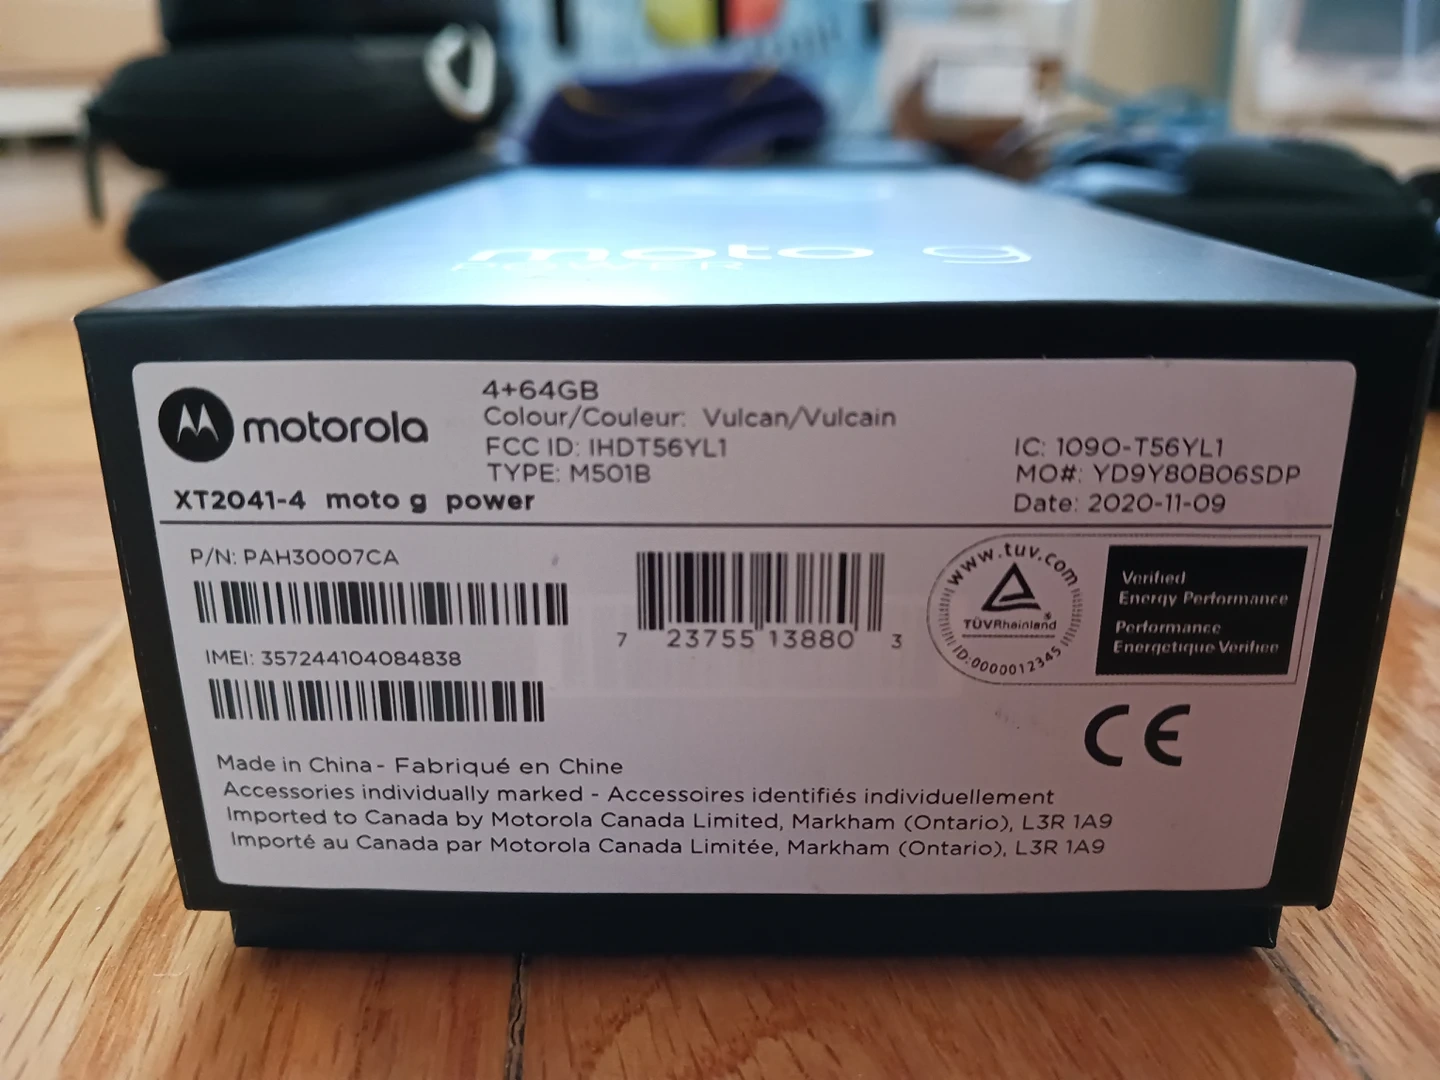 moto g
POWER
motorola
4+64GB
Colour/Couleur: Vulcan/Vulcain
FCC ID: IHDT56YL1
TYPE: M501B
IC: 1090-T56YL1
MO#: YD9Y80B06SDP
Date: 2020-11-09
XT2041-4 moto g power
P/N: PAH30007CA
IMEI: 357244104084838
7 23755 13880 3
www.tuv.com
TÜVRheinland®
ID:0000012345
Verified
Energy Performance
Performance
Énergétique Vérifiée
CE
Made in China - Fabriqué en Chine
Accessories individually marked - Accessoires identifiés individuellement
Imported to Canada by Motorola Canada Limited, Markham (Ontario), L3R 1A9
Importé au Canada par Motorola Canada Limitée, Markham (Ontario), L3R 1A9